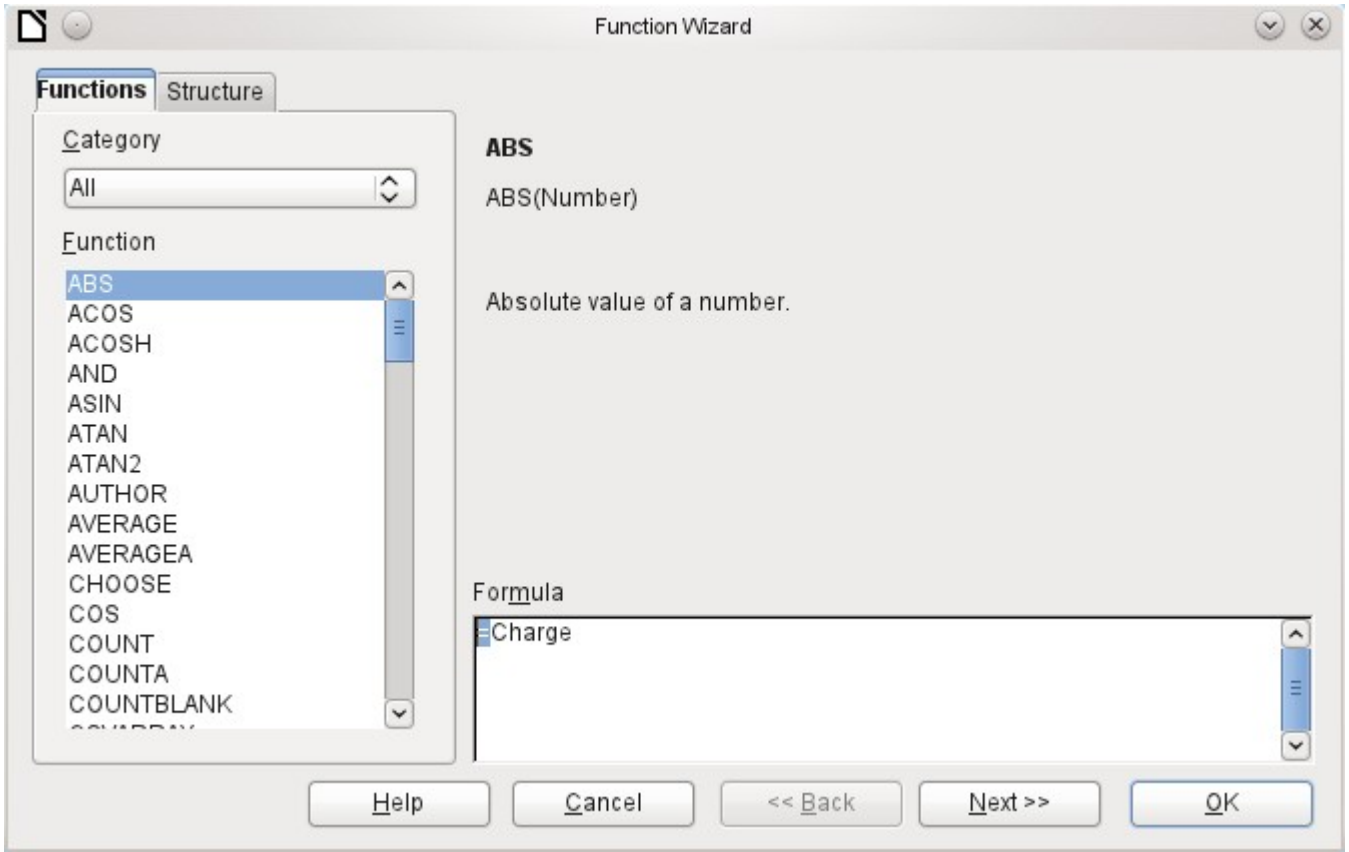 Function Wizard
Functions
Structure
Category
All
Function
ABS
ACOS
ACOSH
AND
ASIN
ATAN
ATAN2
AUTHOR
AVERAGE
AVERAGEA
CHOOSE
COS
COUNT
COUNTA
COUNTBLANK
ABS
ABS(Number)
Absolute value of a number.
Formula
=Charge
Help
Cancel
<< Back
Next >>
OK